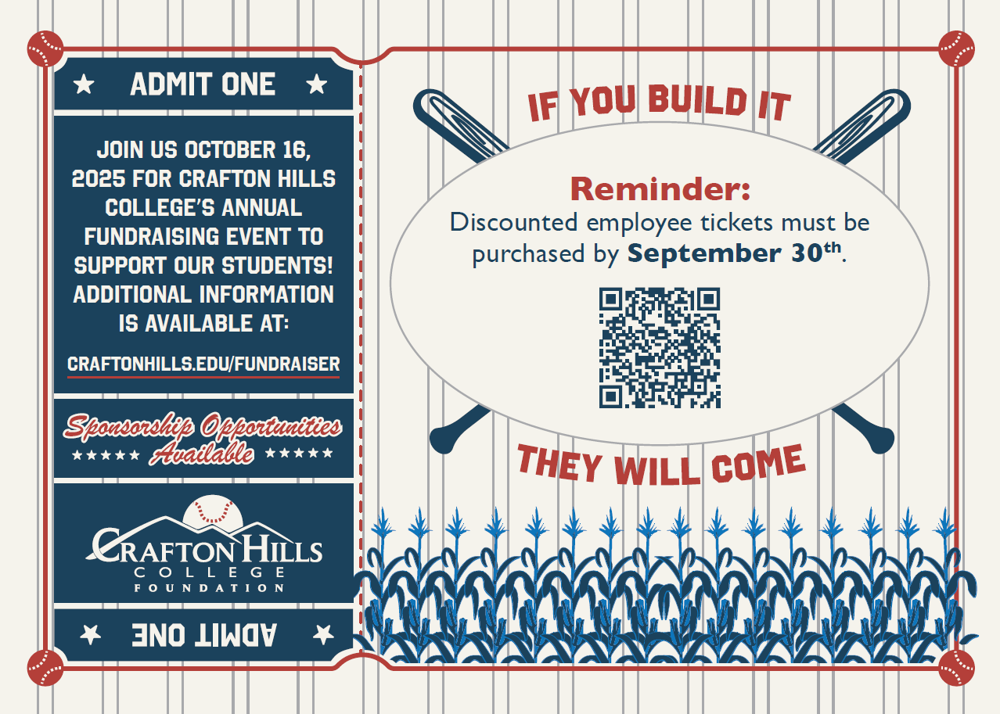 ADMIT ONE
JOIN US OCTOBER 16,
2025 FOR CRAFTON HILLS
COLLEGE'S ANNUAL
FUNDRAISING EVENT TO
SUPPORT OUR STUDENTS!
ADDITIONAL INFORMATION
IS AVAILABLE AT:
CRAFTONHILLS.EDU/FUNDRAISER
Sponsorship Opportunities
Available
CRAFTON HILLS
COLLEGE
FOUNDATION
ADMIT ONE
IF YOU BUILD IT
Reminder:
Discounted employee tickets must be
purchased by September 30th.
THEY WILL COME